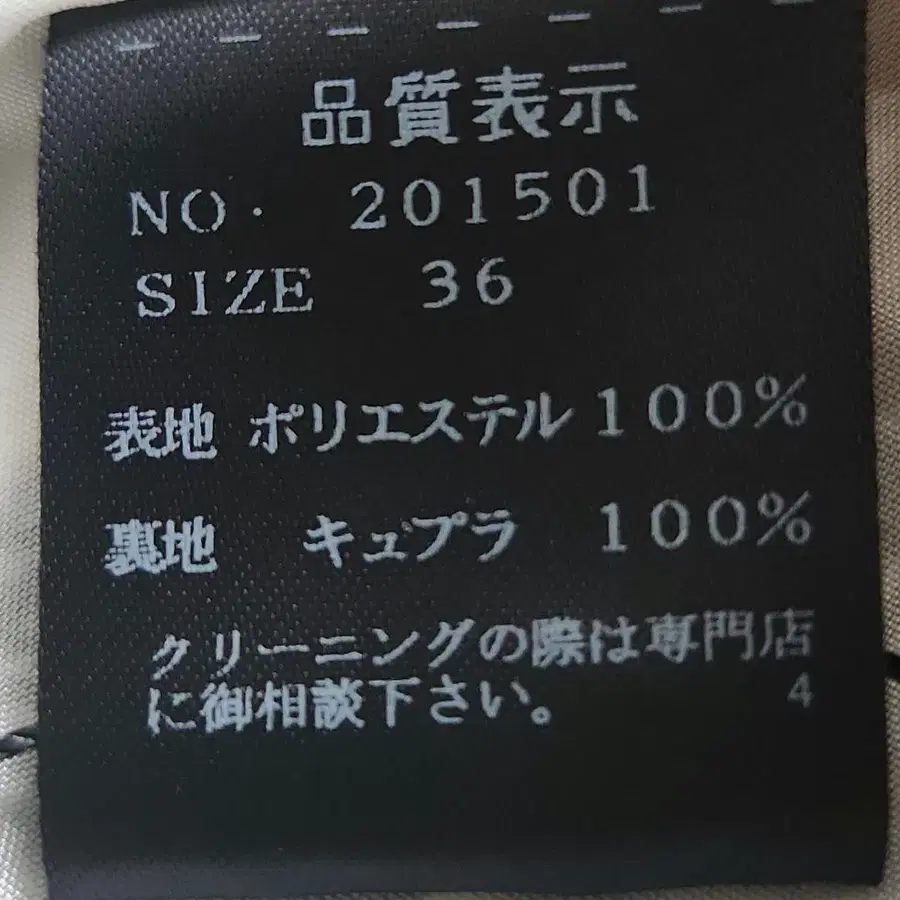 品質表示
NO. 201501
SIZE 36
表地 ポリエステル 100%
裏地 キュプラ 100%
クリーニングの際は専門店
に御相談下さい。 4